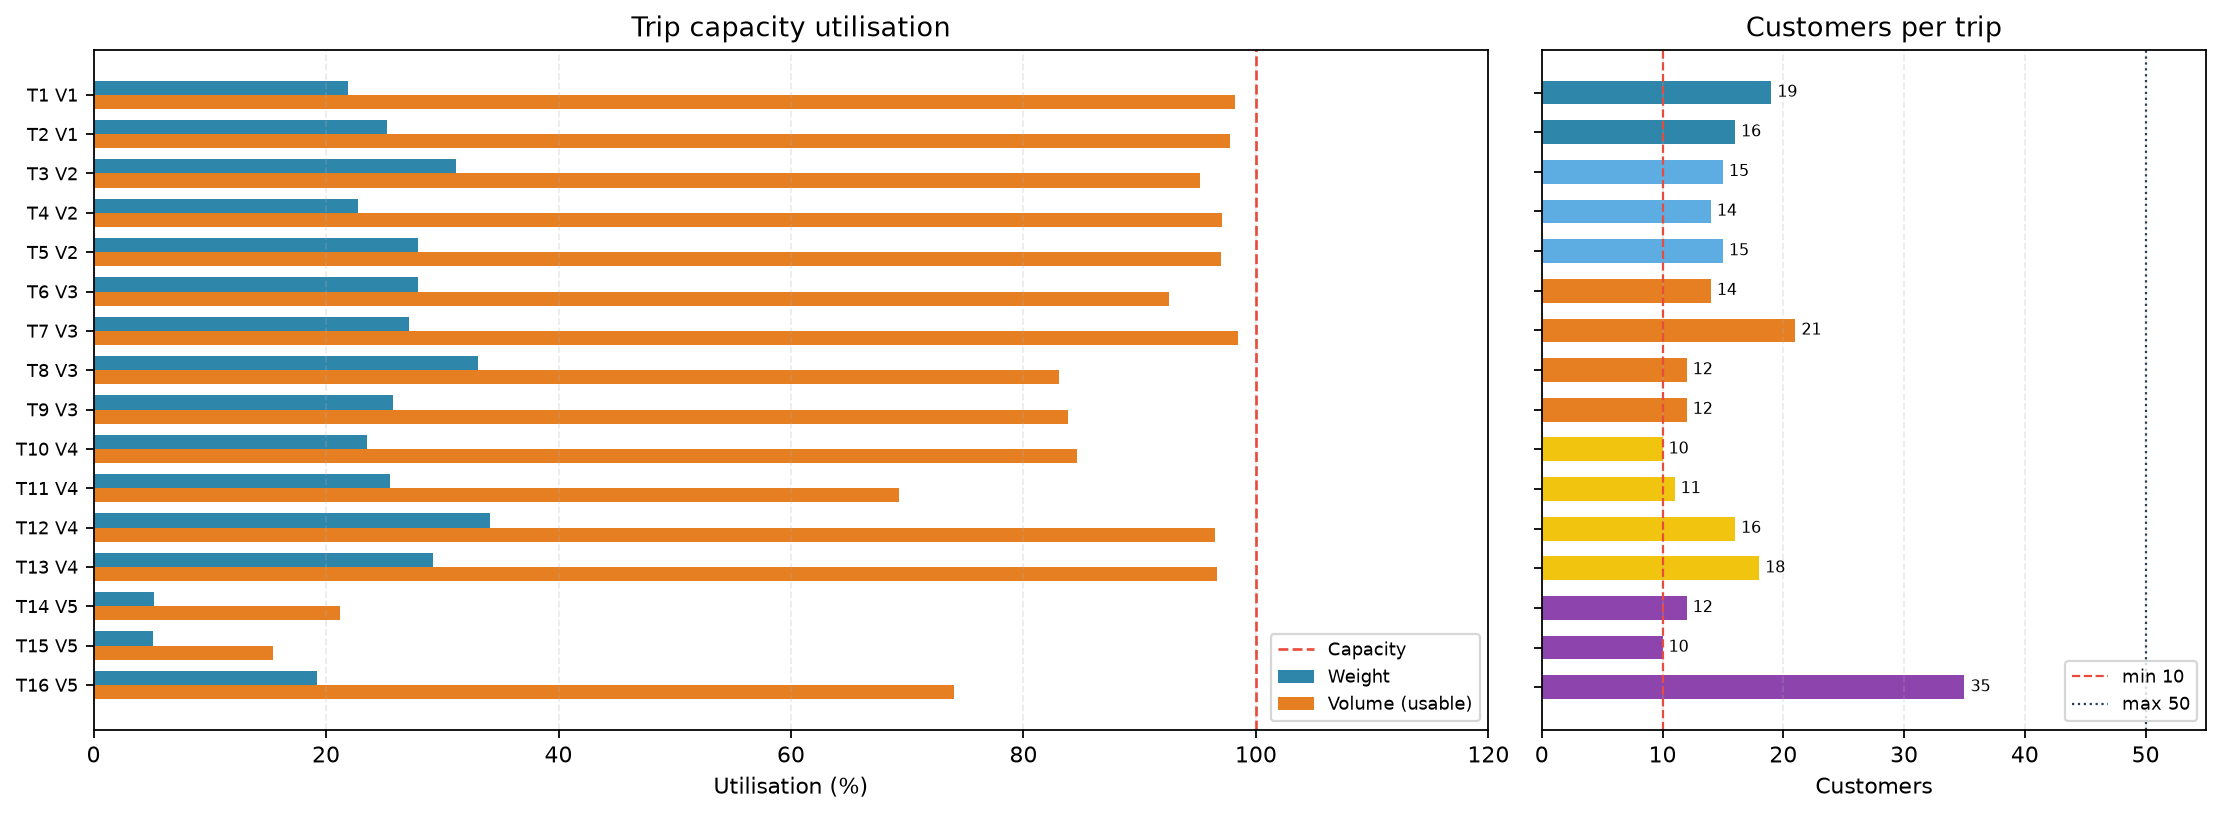 Trip capacity utilisation
T1 V1
T2 V1
T3 V2
T4 V2
T5 V2
T6 V3
T7 V3
T8 V3
T9 V3
T10 V4
T11 V4
T12 V4
T13 V4
T14 V5
T15 V5
T16 V5
Capacity
Weight
Volume (usable)
0 20 40 60 80 100 120
Utilisation (%)
Customers per trip
19
16
15
14
15
14
21
12
12
10
11
16
18
12
10
35
min 10
max 50
0 10 20 30 40 50
Customers